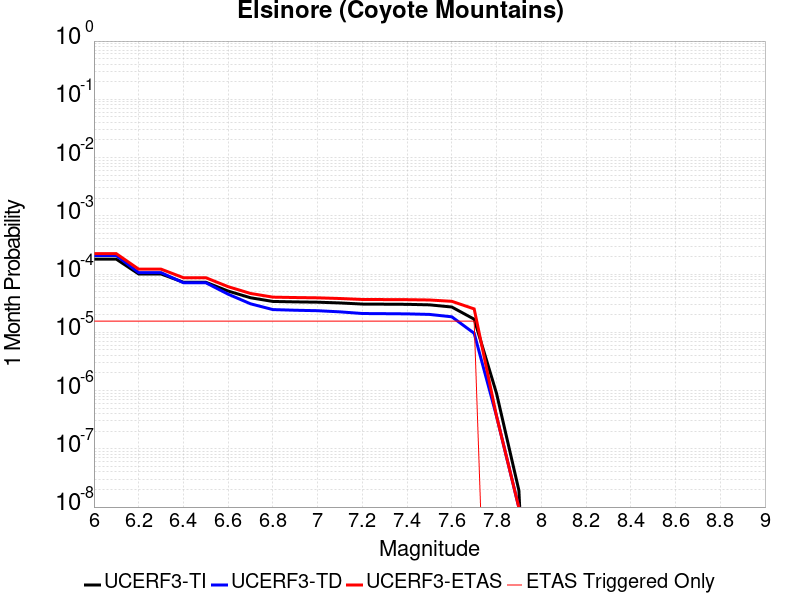 Elsinore (Coyote Mountains)
10^0
10^-1
10^-2
10^-3
10^-4
10^-5
10^-6
10^-7
10^-8
1 Month Probability
6 6.2 6.4 6.6 6.8 7 7.2 7.4 7.6 7.8 8 8.2 8.4 8.6 8.8 9
Magnitude
UCERF3-TI UCERF3-TD UCERF3-ETAS ETAS Triggered Only